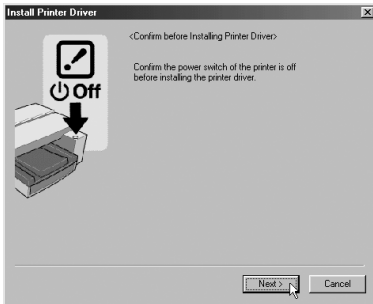 Install Printer Driver
<Confirm before Installing Printer Driver>
Confirm the power switch of the printer is off
before installing the printer driver.
Off
Next >
Cancel